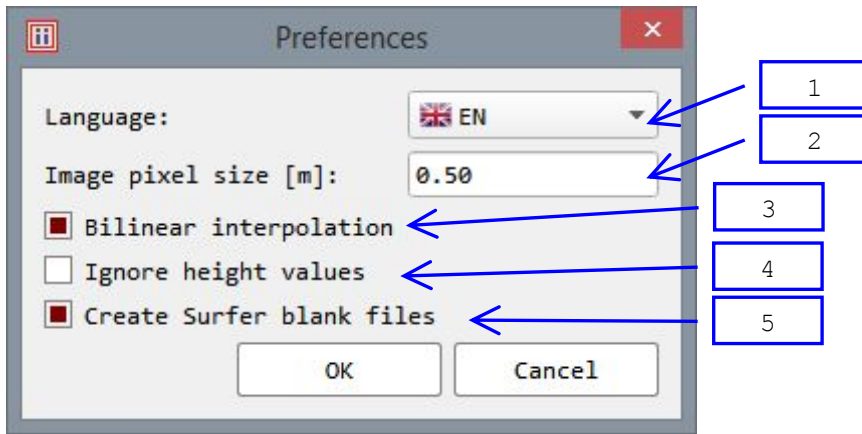 Preferences
Language: EN
Image pixel size [m]: 0.50
Bilinear interpolation
Ignore height values
Create Surfer blank files
OK Cancel
1
2
3
4
5